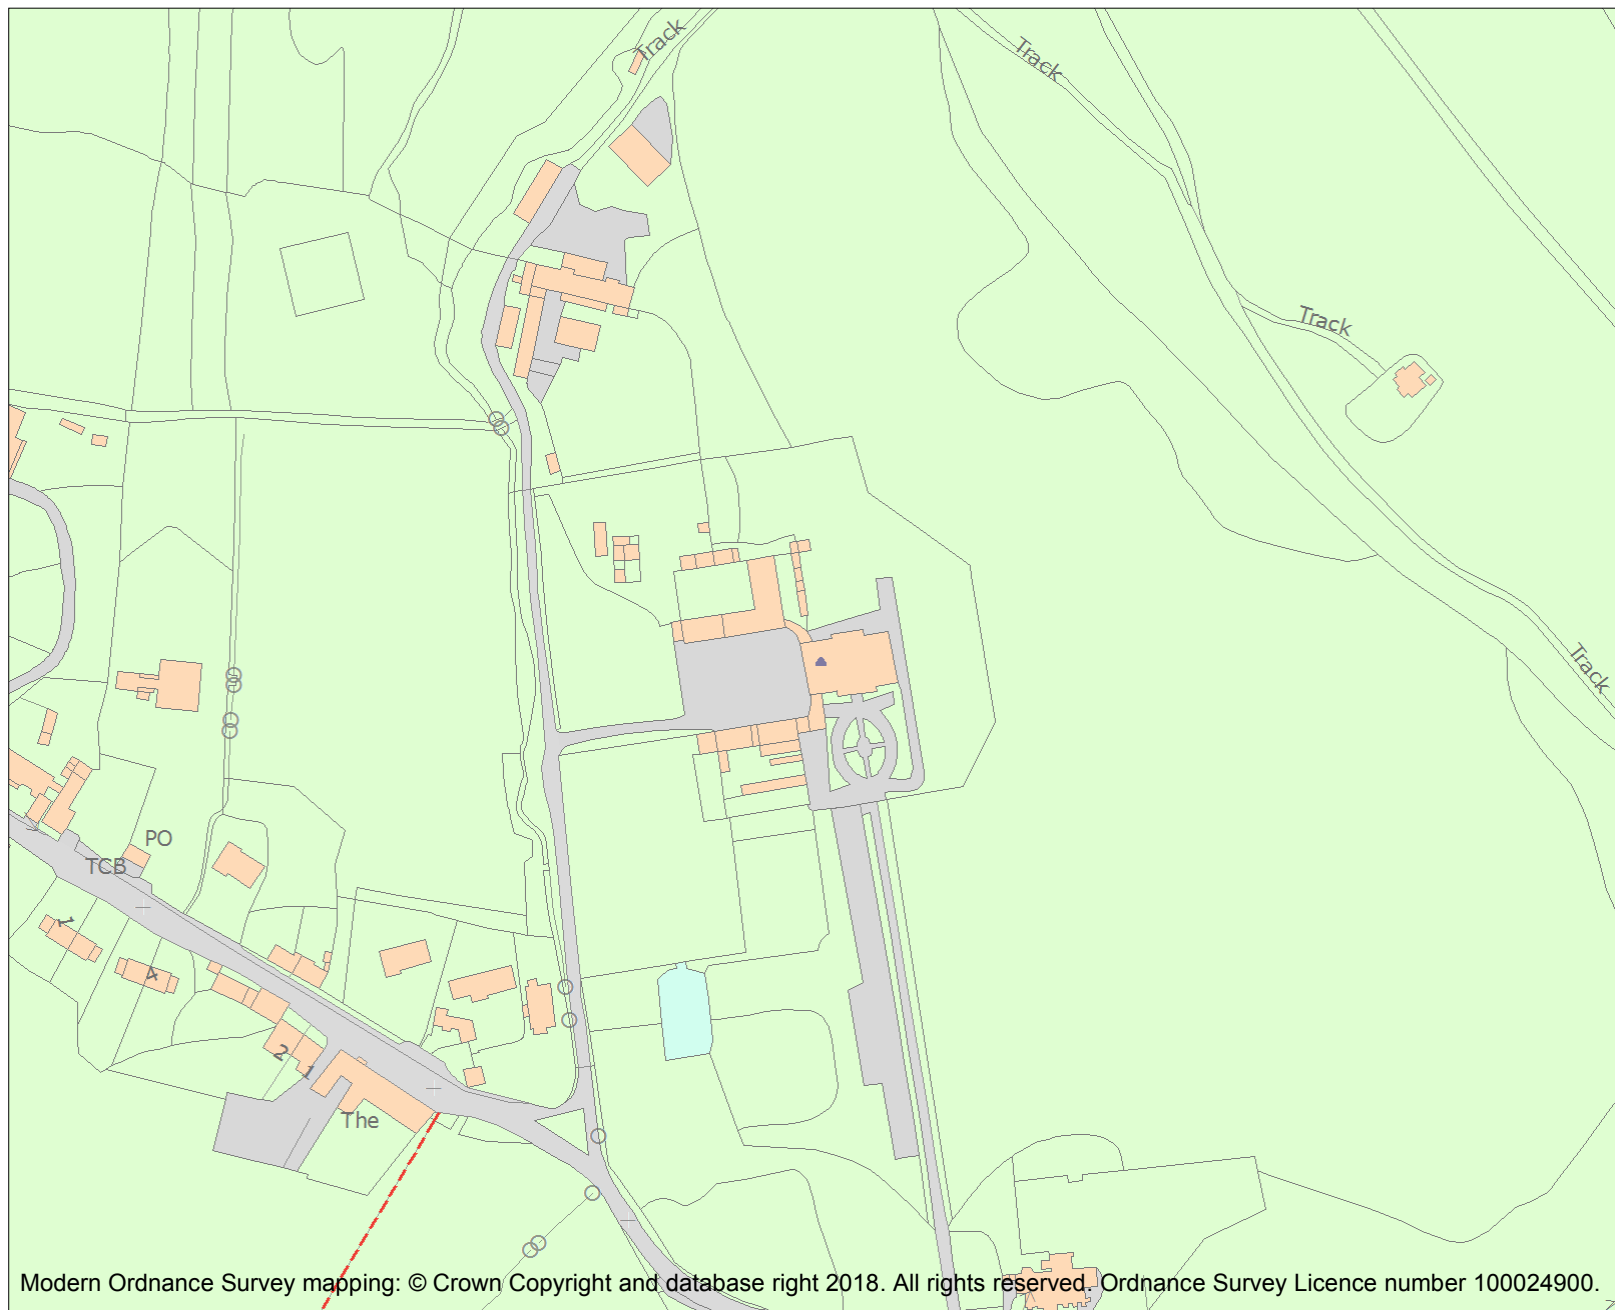 Track
Track
Track
Track
PO
TCB
1
4
2
1
The
Modern Ordnance Survey mapping: © Crown Copyright and database right 2018. All rights reserved. Ordnance Survey Licence number 100024900.